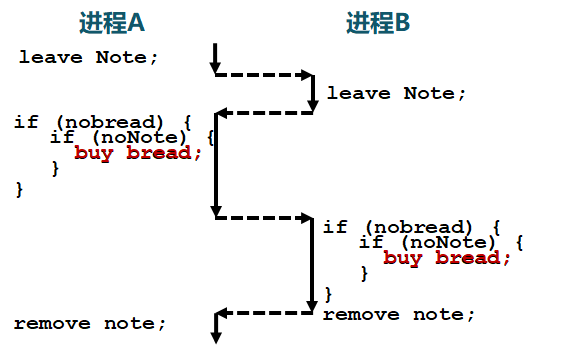 进程A
进程B
leave Note;
leave Note;
if (nobread) {
if (noNote) {
buy bread;
}
}
if (nobread) {
if (noNote) {
buy bread;
}
}
remove note;
remove note;